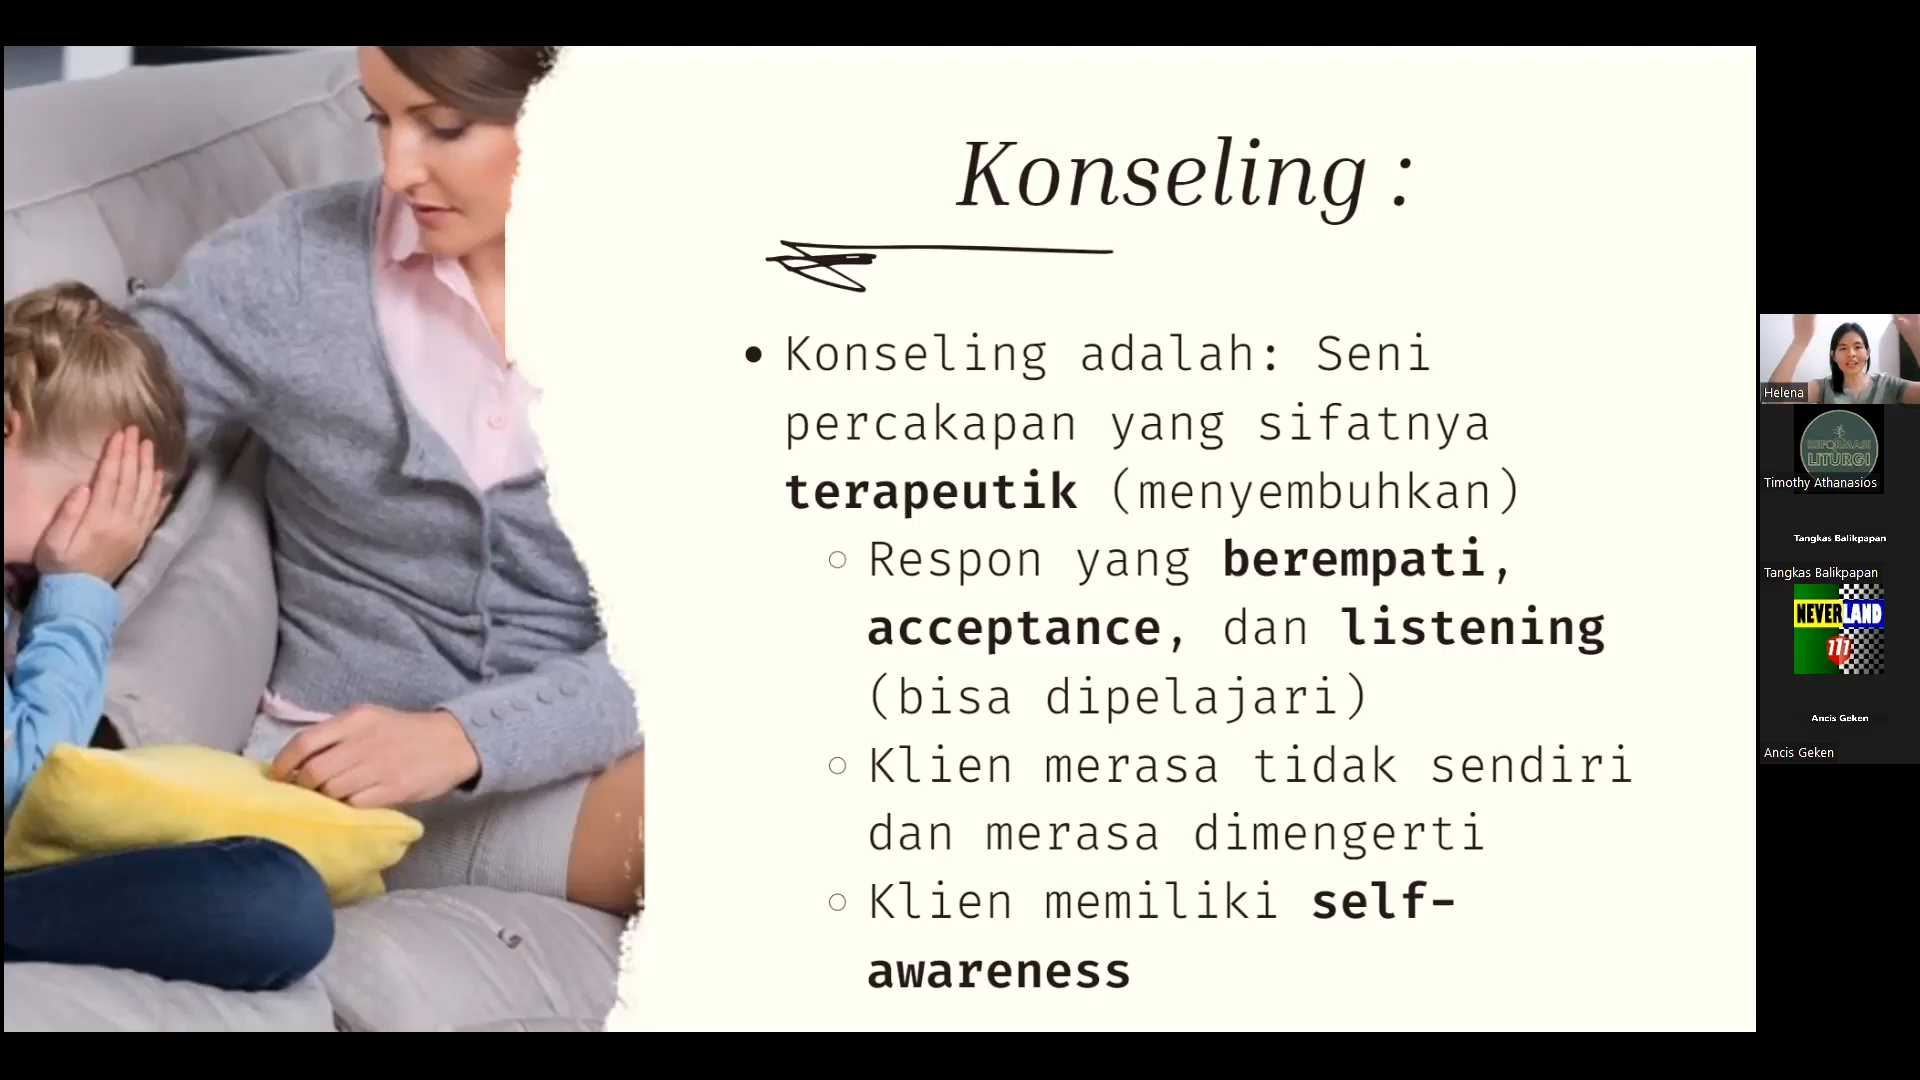 Konseling :
Konseling adalah: Seni
percakapan yang sifatnya
terapeutik (menyembuhkan)
Respon yang berempati,
acceptance, dan listening
(bisa dipelajari)
Klien merasa tidak sendiri
dan merasa dimengerti
Klien memiliki self-
awareness
Helena
REFORMASI
LITURGI
Timothy Athanasios
Tangkas Balikpapan
Tangkas Balikpapan
NEVERLAND
777
Ancis Geken
Ancis Geken